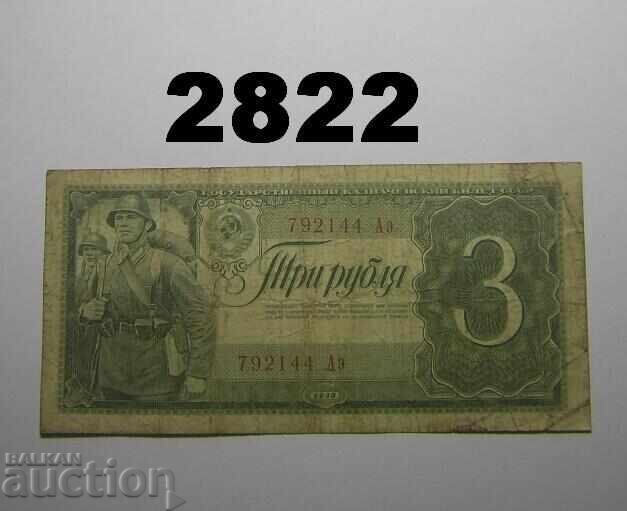 2822
ГОСУДАРСТВЕННЫЙ КАЗНАЧЕЙСКИЙ БИЛЕТ СССР
792144 Аэ
Три рубля
3
792144 Аэ
1938
BALKAN
auction